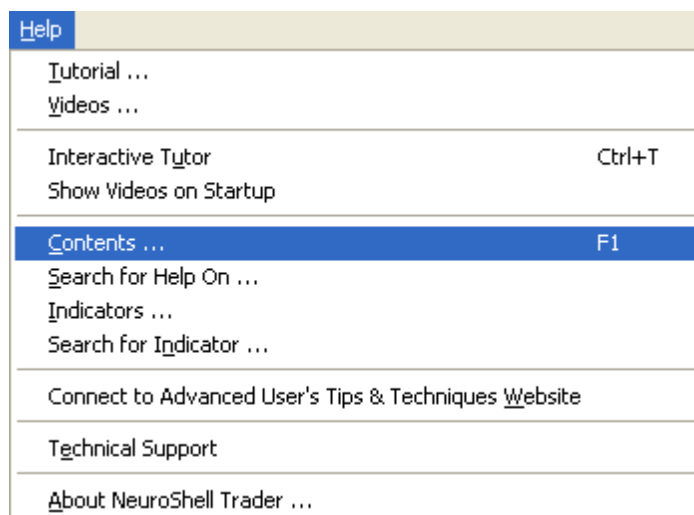 Help
Tutorial ...
Videos ...
Interactive Tutor Ctrl+T
Show Videos on Startup
Contents ... F1
Search for Help On ...
Indicators ...
Search for Indicator ...
Connect to Advanced User's Tips & Techniques Website
Technical Support
About NeuroShell Trader ...